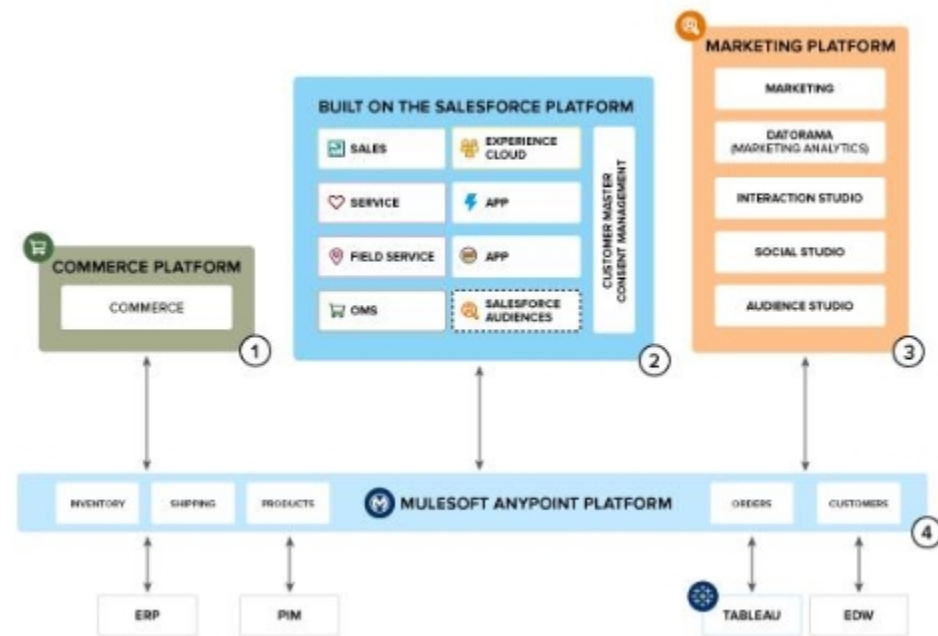 MARKETING PLATFORM
MARKETING
DATORAMA
(MARKETING ANALYTICS)
INTERACTION STUDIO
SOCIAL STUDIO
AUDIENCE STUDIO
3
BUILT ON THE SALESFORCE PLATFORM
SALES
EXPERIENCE
CLOUD
SERVICE
APP
FIELD SERVICE
APP
OMS
SALESFORCE
AUDIENCES
CUSTOMER MASTER
CONSENT MANAGEMENT
2
COMMERCE PLATFORM
COMMERCE
1
INVENTORY
SHIPPING
PRODUCTS
MULESOFT ANYPOINT PLATFORM
ORDERS
CUSTOMERS
4
ERP
PIM
TABLEAU
EDW